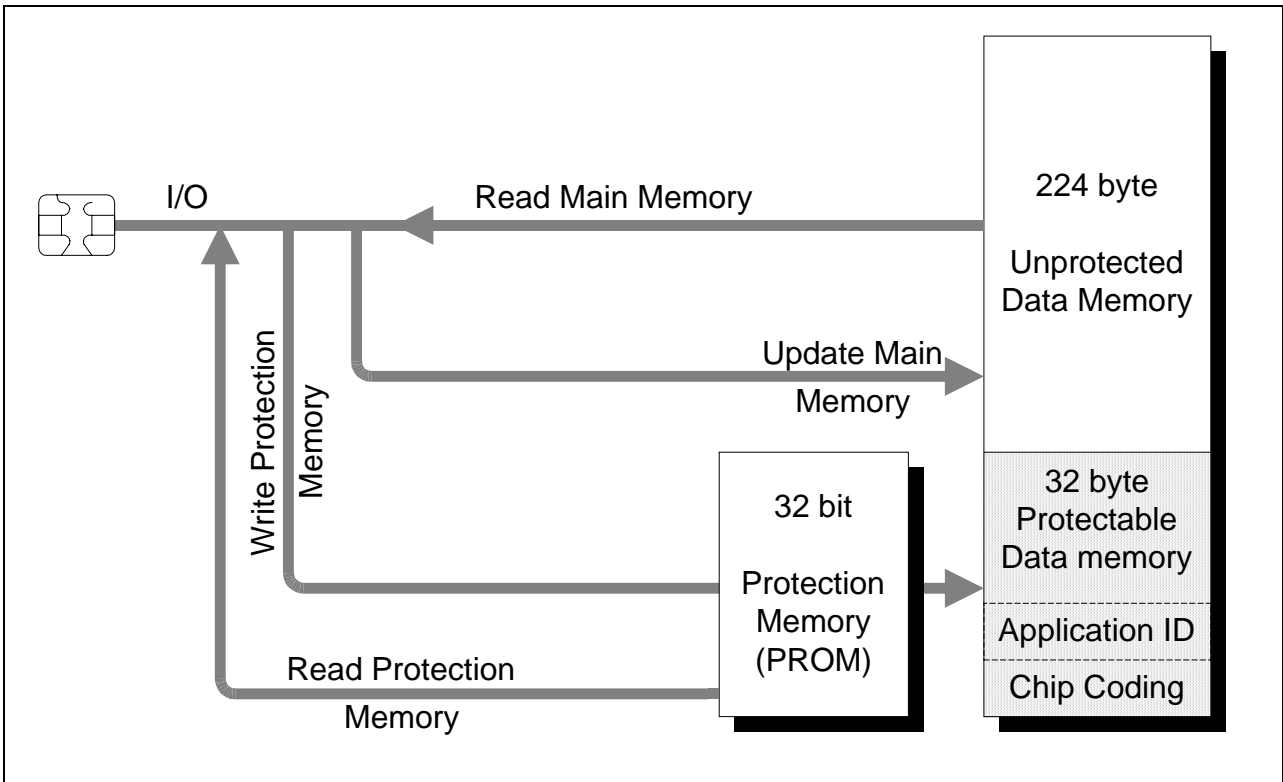 I/O
Read Main Memory
224 byte
Unprotected
Data Memory
Update Main
Memory
Write Protection
Memory
32 bit
Protection
Memory
(PROM)
32 byte
Protectable
Data memory
Application ID
Chip Coding
Read Protection
Memory